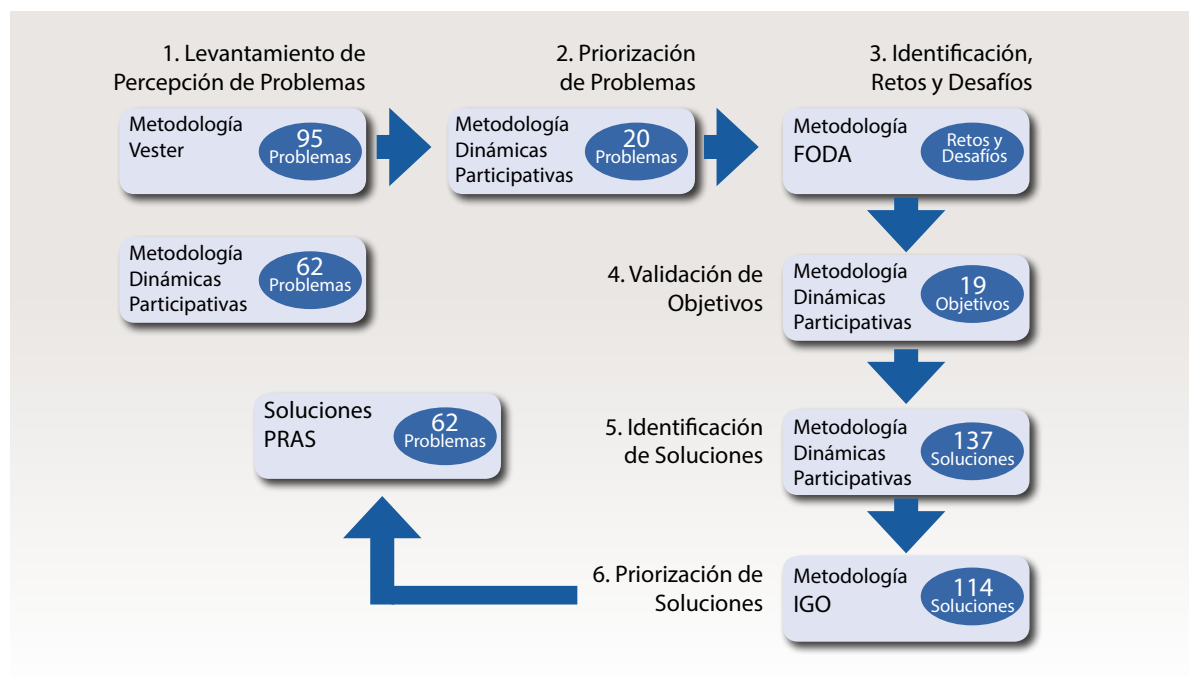 1. Levantamiento de
Percepción de Problemas
Metodología
Vester
95
Problemas
Metodología
Dinámicas
Participativas
62
Problemas
2. Priorización
de Problemas
Metodología
Dinámicas
Participativas
20
Problemas
3. Identificación,
Retos y Desafíos
Metodología
FODA
Retos y
Desafíos
4. Validación de
Objetivos
Metodología
Dinámicas
Participativas
19
Objetivos
5. Identificación
de Soluciones
Metodología
Dinámicas
Participativas
137
Soluciones
6. Priorización de
Soluciones
Metodología
IGO
114
Soluciones
Soluciones
PRAS
62
Problemas